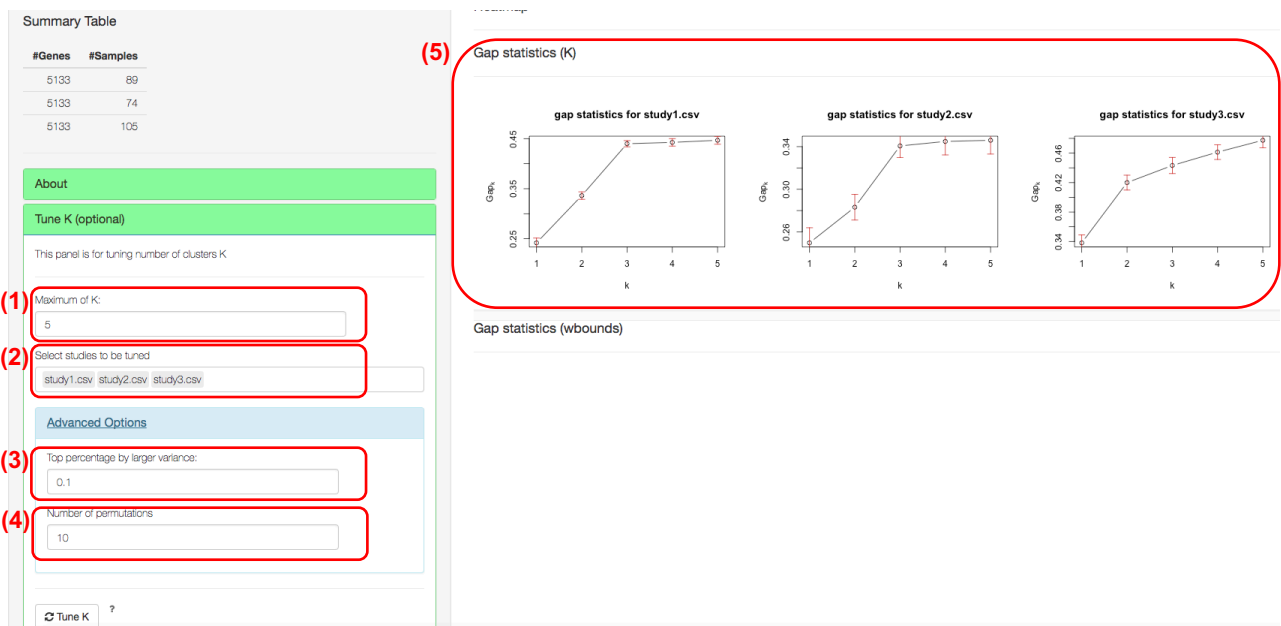 Summary Table
#Genes #Samples
5133 89
5133 74
5133 105
About
Tune K (optional)
This panel is for tuning number of clusters K
(1)
Maximum of K:
5
(2)
Select studies to be tuned
study1.csv study2.csv study3.csv
Advanced Options
(3)
Top percentage by larger variance:
0.1
(4)
Number of permutations
10
Tune K ?
(5)
Gap statistics (K)
gap statistics for study1.csv
Gapk
0.25 0.35 0.45
1 2 3 4 5
k
gap statistics for study2.csv
Gapk
0.26 0.30 0.34
1 2 3 4 5
k
gap statistics for study3.csv
Gapk
0.34 0.38 0.42 0.46
1 2 3 4 5
k
Gap statistics (wbounds)